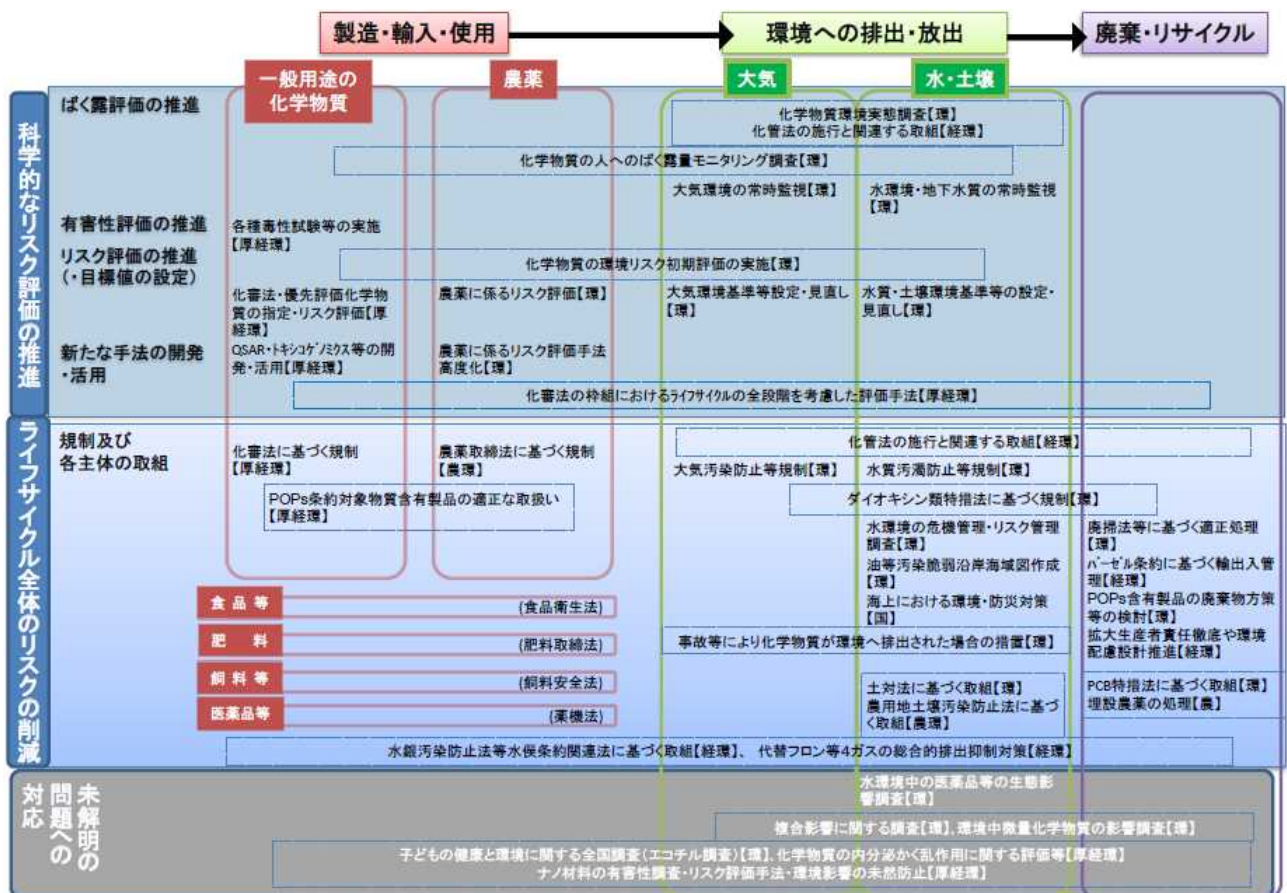 製造・輸入・使用
環境への排出・放出
廃棄・リサイクル
一般用途の
化学物質
農薬
大気
水・土壌
科学的なリスク評価の推進
ばく露評価の推進
化学物質環境実態調査【環】
化管法の施行と関連する取組【経環】
化学物質の人へのばく露量モニタリング調査【環】
大気環境の常時監視【環】
水環境・地下水質の常時監視
【環】
有害性評価の推進
各種毒性試験等の実施
【厚経環】
リスク評価の推進
(・目標値の設定)
化学物質の環境リスク初期評価の実施【環】
化審法・優先評価化学物
質の指定・リスク評価【厚
経環】
農薬に係るリスク評価【環】
大気環境基準等設定・見直し
【環】
水質・土壌環境基準等の設定・
見直し【環】
新たな手法の開発
・活用
QSAR・トキシコゲノミクス等の開
発・活用【厚経環】
農薬に係るリスク評価手法
高度化【環】
化審法の枠組におけるライフサイクルの全段階を考慮した評価手法【厚経環】
ライフサイクル全体のリスクの削減
規制及び
各主体の取組
化管法の施行と関連する取組【経環】
化審法に基づく規制
【厚経環】
農薬取締法に基づく規制
【農環】
大気汚染防止等規制【環】
水質汚濁防止等規制【環】
POPs条約対象物質含有製品の適正な取扱い
【厚経環】
ダイオキシン類特措法に基づく規制【環】
水環境の危機管理・リスク管理
調査【環】
油等汚染脆弱沿岸海域図作成
【環】
海上における環境・防災対策
【国】
廃掃法等に基づく適正処理
【環】
バーゼル条約に基づく輸出入管
理【経環】
POPs含有製品の廃棄物方策
等の検討【環】
拡大生産者責任徹底や環境
配慮設計推進【経環】
食品等
(食品衛生法)
肥料
(肥料取締法)
飼料等
(飼料安全法)
医薬品等
(薬機法)
事故等により化学物質が環境へ排出された場合の措置【環】
土対法に基づく取組【環】
農用地土壌汚染防止法に基づ
く取組【農環】
PCB特措法に基づく取組【環】
埋設農薬の処理【農】
水銀汚染防止法等水俣条約関連法に基づく取組【経環】、代替フロン等4ガスの総合的排出抑制対策【経環】
未解明の
問題への
対応
水環境中の医薬品等の生態影
響調査【環】
複合影響に関する調査【環】、環境中微量化学物質の影響調査【環】
子どもの健康と環境に関する全国調査(エコチル調査)【環】、化学物質の内分泌かく乱作用に関する評価等【厚経環】
ナノ材料の有害性調査・リスク評価手法・環境影響の未然防止【厚経環】